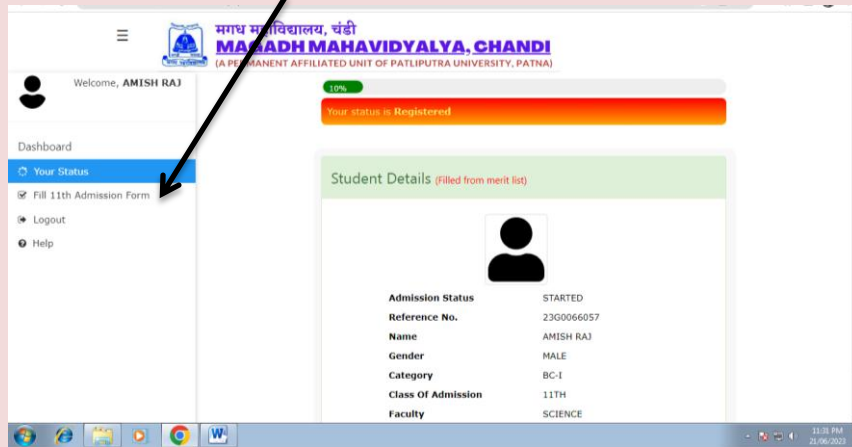 मगध महाविद्यालय, चंडी
MAGADH MAHAVIDYALYA, CHANDI
(A PERMANENT AFFILIATED UNIT OF PATLIPUTRA UNIVERSITY, PATNA)
Welcome, AMISH RAJ
10%
Your status is Registered
Dashboard
Your Status
Fill 11th Admission Form
Logout
Help
Student Details (Filled from merit list)
Admission Status STARTED
Reference No. 23G0066057
Name AMISH RAJ
Gender MALE
Category BC-I
Class Of Admission 11TH
Faculty SCIENCE
11:31 PM
21/06/2023